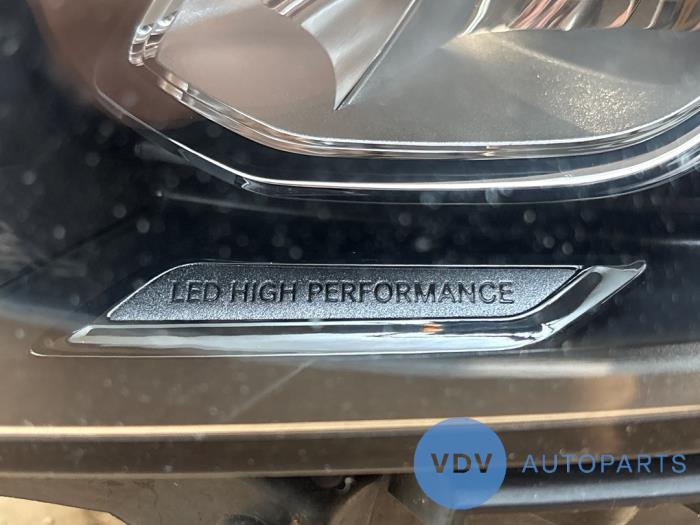 LED HIGH PERFORMANCE
VDV AUTOPARTS